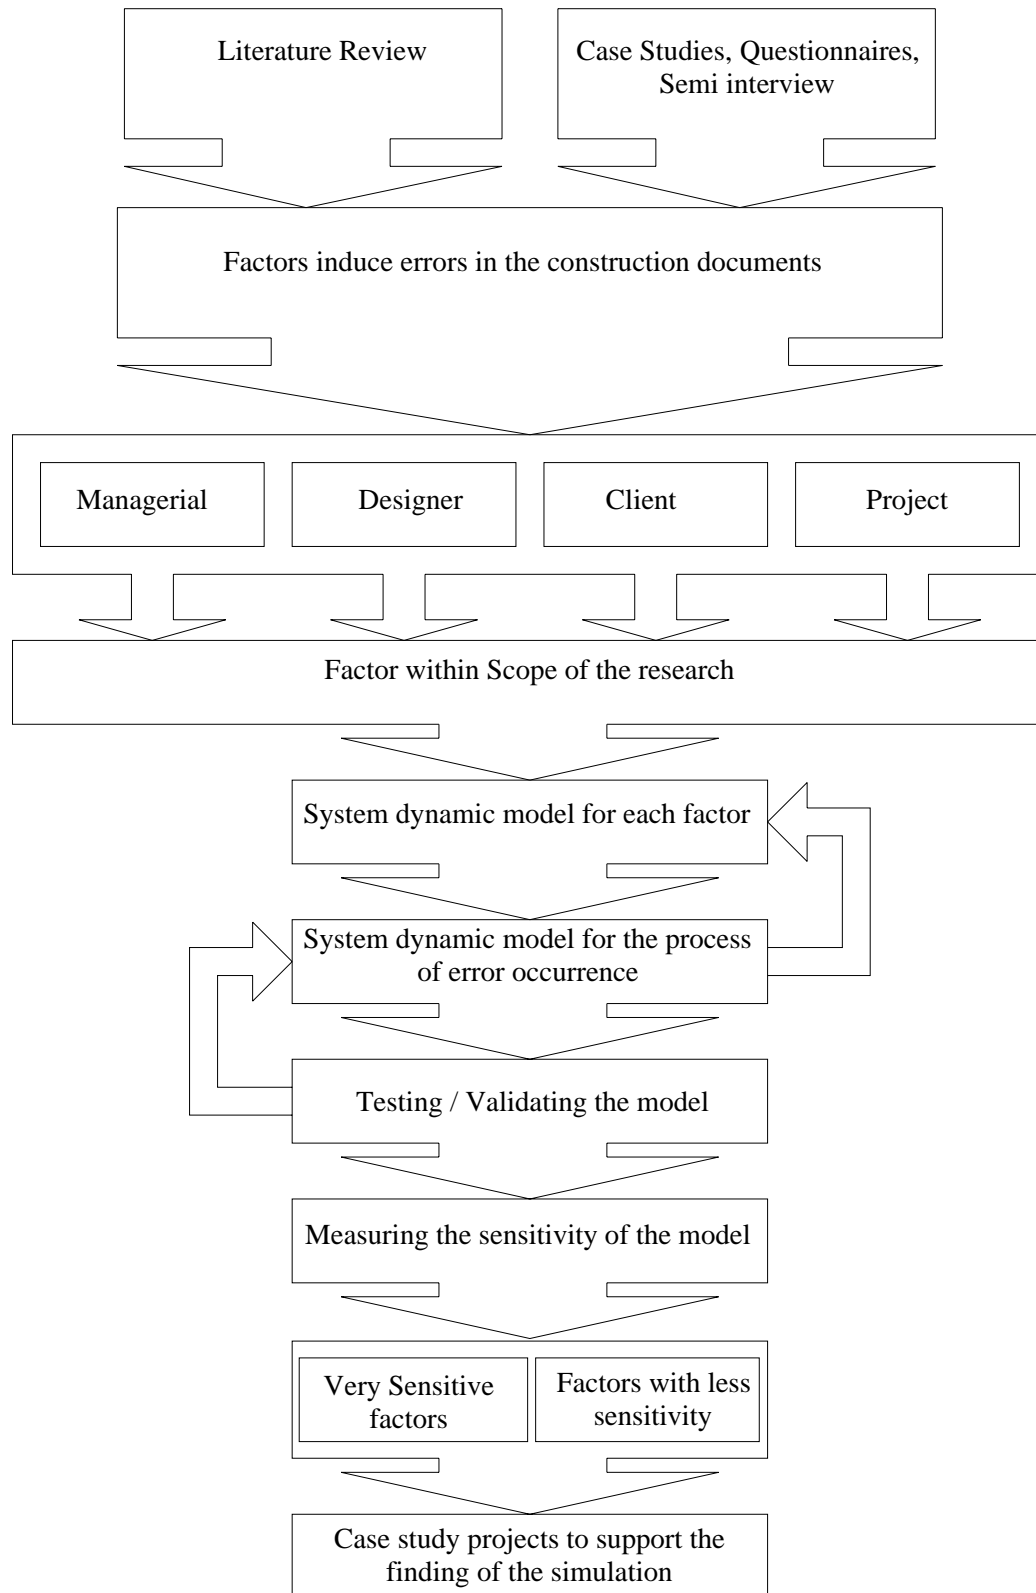 Literature Review
Case Studies, Questionnaires,
Semi interview
Factors induce errors in the construction documents
Managerial
Designer
Client
Project
Factor within Scope of the research
System dynamic model for each factor
System dynamic model for the process
of error occurrence
Testing / Validating the model
Measuring the sensitivity of the model
Very Sensitive
factors
Factors with less
sensitivity
Case study projects to support the
finding of the simulation